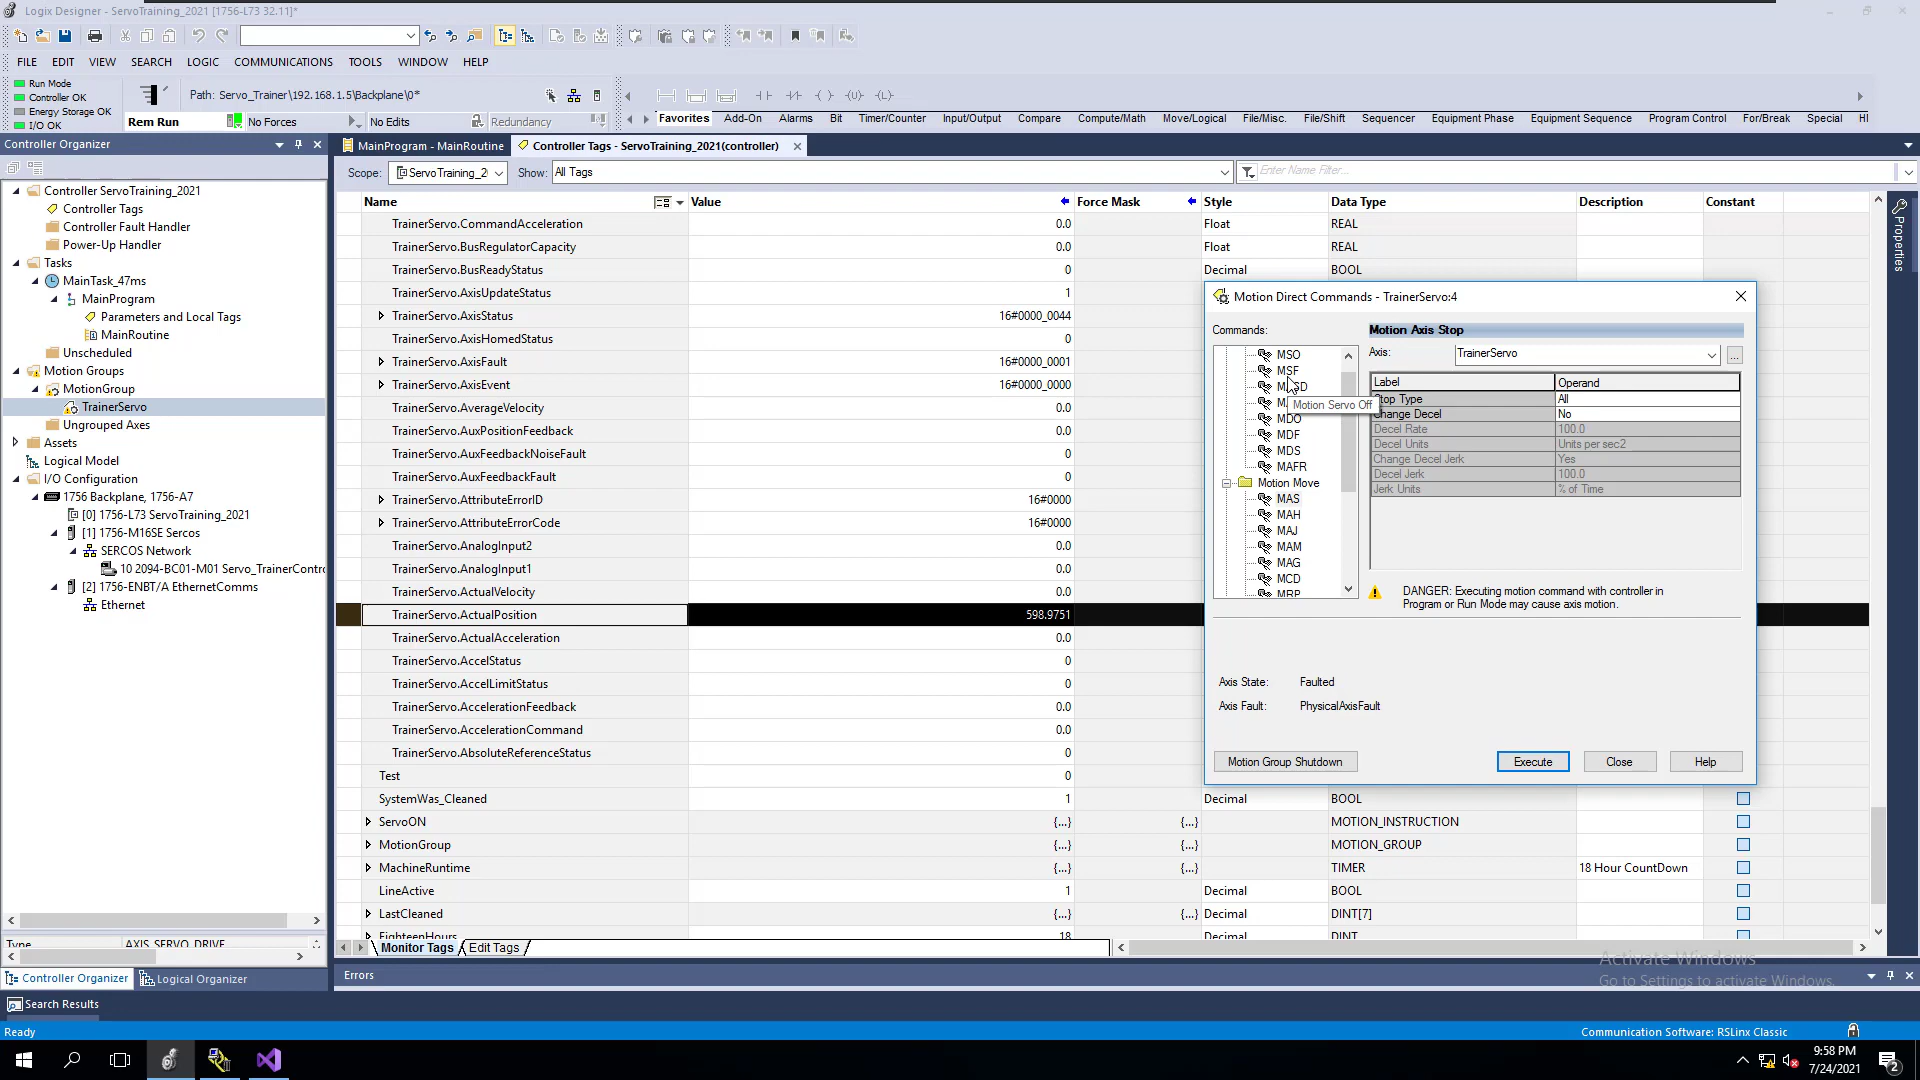 Logix Designer - ServoTraining_2021 [1756-L73 32.11]*
FILE EDIT VIEW SEARCH LOGIC COMMUNICATIONS TOOLS WINDOW HELP
Run Mode
Controller OK
Energy Storage OK
I/O OK
Path: Servo_Trainer\192.168.1.5\Backplane\0*
Rem Run No Forces No Edits Redundancy
Favorites Add-On Alarms Bit Timer/Counter Input/Output Compare Compute/Math Move/Logical File/Misc. File/Shift Sequencer Equipment Phase Equipment Sequence Program Control For/Break Special HI
Controller Organizer
Controller ServoTraining_2021
Controller Tags
Controller Fault Handler
Power-Up Handler
Tasks
MainTask_47ms
MainProgram
Parameters and Local Tags
MainRoutine
Unscheduled
Motion Groups
MotionGroup
TrainerServo
Ungrouped Axes
Assets
Logical Model
I/O Configuration
1756 Backplane, 1756-A7
[0] 1756-L73 ServoTraining_2021
[1] 1756-M16SE Sercos
SERCOS Network
10 2094-BC01-M01 Servo_TrainerContr
[2] 1756-ENBT/A EthernetComms
Ethernet
Type AXIS_SERVO_DRIVE
Controller Organizer Logical Organizer
MainProgram - MainRoutine Controller Tags - ServoTraining_2021(controller)
Scope: ServoTraining_2 Show: All Tags Enter Name Filter...
Name Value Force Mask Style Data Type Description Constant
TrainerServo.CommandAcceleration 0.0 Float REAL
TrainerServo.BusRegulatorCapacity 0.0 Float REAL
TrainerServo.BusReadyStatus 0 Decimal BOOL
TrainerServo.AxisUpdateStatus 1
TrainerServo.AxisStatus 16#0000_0044
TrainerServo.AxisHomedStatus 0
TrainerServo.AxisFault 16#0000_0001
TrainerServo.AxisEvent 16#0000_0000
TrainerServo.AverageVelocity 0.0
TrainerServo.AuxPositionFeedback 0.0
TrainerServo.AuxFeedbackNoiseFault 0
TrainerServo.AuxFeedbackFault 0
TrainerServo.AttributeErrorID 16#0000
TrainerServo.AttributeErrorCode 16#0000
TrainerServo.AnalogInput2 0.0
TrainerServo.AnalogInput1 0.0
TrainerServo.ActualVelocity 0.0
TrainerServo.ActualPosition 598.9751
TrainerServo.ActualAcceleration 0.0
TrainerServo.AccelStatus 0
TrainerServo.AccelLimitStatus 0
TrainerServo.AccelerationFeedback 0.0
TrainerServo.AccelerationCommand 0.0
TrainerServo.AbsoluteReferenceStatus 0
Test 0
SystemWas_Cleaned 1 Decimal BOOL
ServoON {...} {...} MOTION_INSTRUCTION
MotionGroup {...} {...} MOTION_GROUP
MachineRuntime {...} {...} TIMER 18 Hour CountDown
LineActive 1 Decimal BOOL
LastCleaned {...} {...} Decimal DINT[7]
EighteenHours 18 Decimal DINT
Monitor Tags Edit Tags
Errors
Properties
Motion Direct Commands - TrainerServo:4
Commands:
MSO
MSF
Motion Servo Off
MDO
MDF
MDS
MAFR
Motion Move
MAS
MAH
MAJ
MAM
MAG
MCD
MRP
Motion Axis Stop
Axis: TrainerServo ...
Label Operand
Stop Type All
Change Decel No
Decel Rate 100.0
Decel Units Units per sec2
Change Decel Jerk Yes
Decel Jerk 100.0
Jerk Units % of Time
DANGER: Executing motion command with controller in
Program or Run Mode may cause axis motion.
Axis State: Faulted
Axis Fault: PhysicalAxisFault
Motion Group Shutdown Execute Close Help
Activate Windows
Go to Settings to activate Windows.
Search Results
Ready Communication Software: RSLinx Classic
9:58 PM
7/24/2021
2